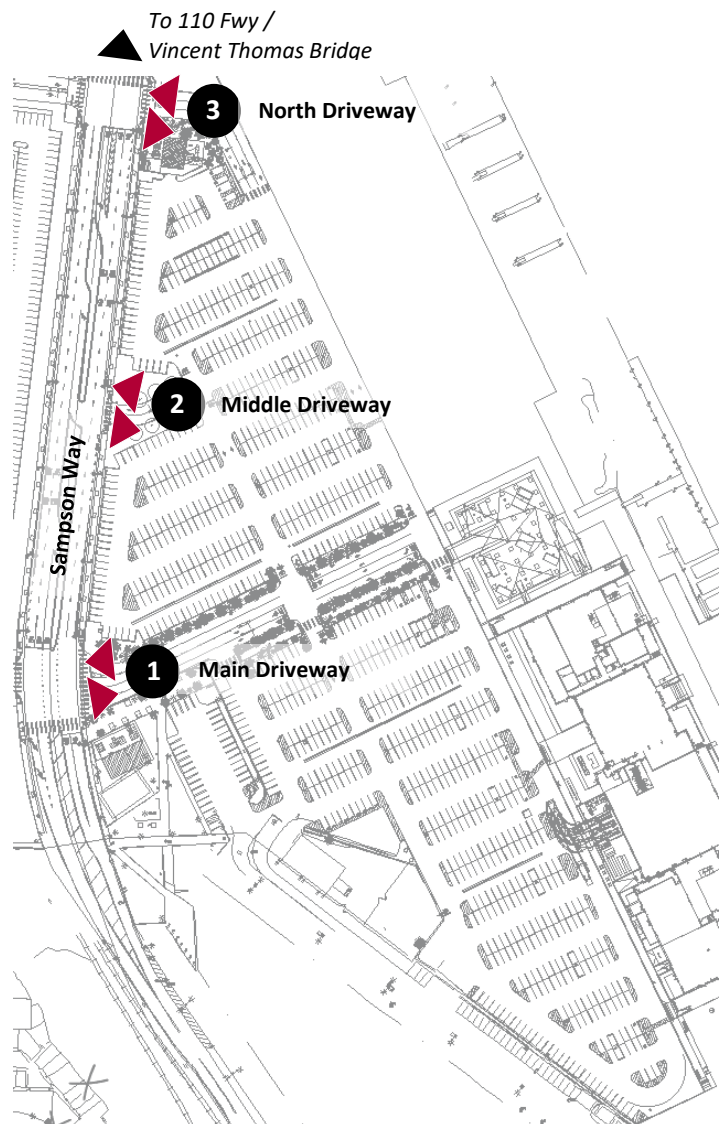 To 110 Fwy /
Vincent Thomas Bridge
3 North Driveway
2 Middle Driveway
Sampson Way
1 Main Driveway